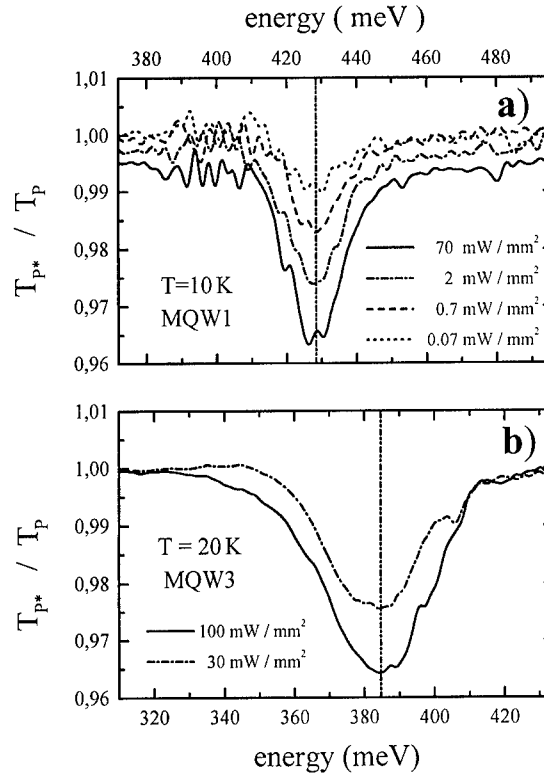 energy ( meV )
380 400 420 440 460 480
1,01
a)
1,00
0,99
0,98
0,97
0,96
T_P* / T_P
T=10 K
MQW1
70 mW / mm²
2 mW / mm²
0.7 mW / mm²
0.07 mW / mm²
1,01
b)
1,00
0,99
0,98
0,97
0,96
T_P* / T_P
T = 20 K
MQW3
100 mW / mm²
30 mW / mm²
320 340 360 380 400 420
energy (meV)